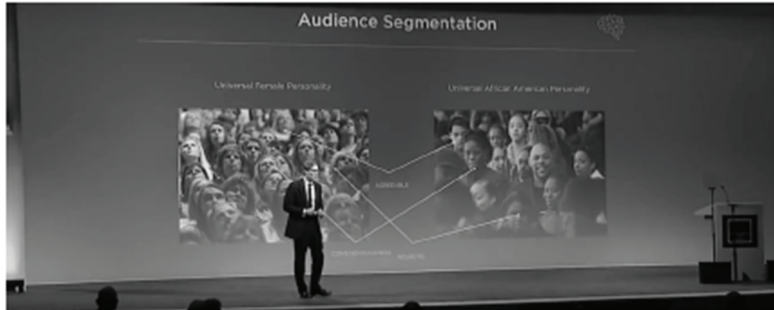 Audience Segmentation
Universal Female Personality
Universal African American Personality
AGREEABLE